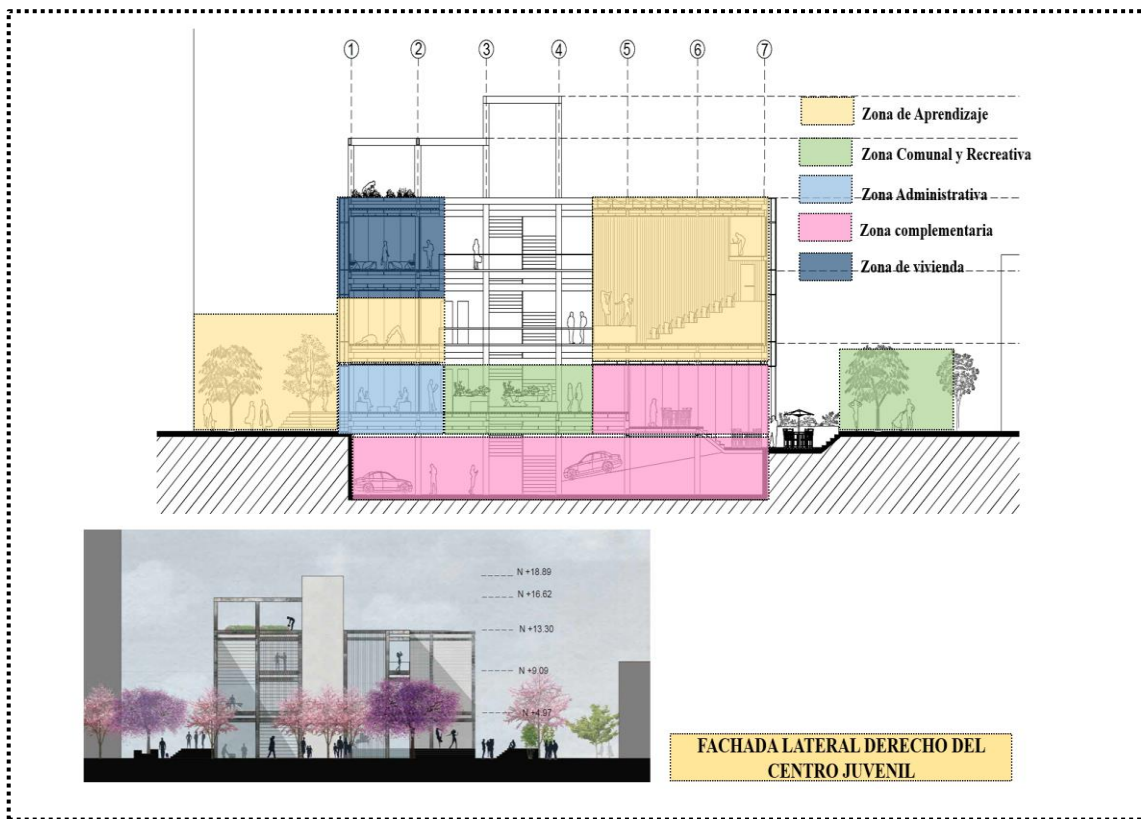 1 2 3 4 5 6 7
Zona de Aprendizaje
Zona Comunal y Recreativa
Zona Administrativa
Zona complementaria
Zona de vivienda
N +18.89
N +16.62
N +13.30
N +9.09
N +4.97
FACHADA LATERAL DERECHO DEL
CENTRO JUVENIL